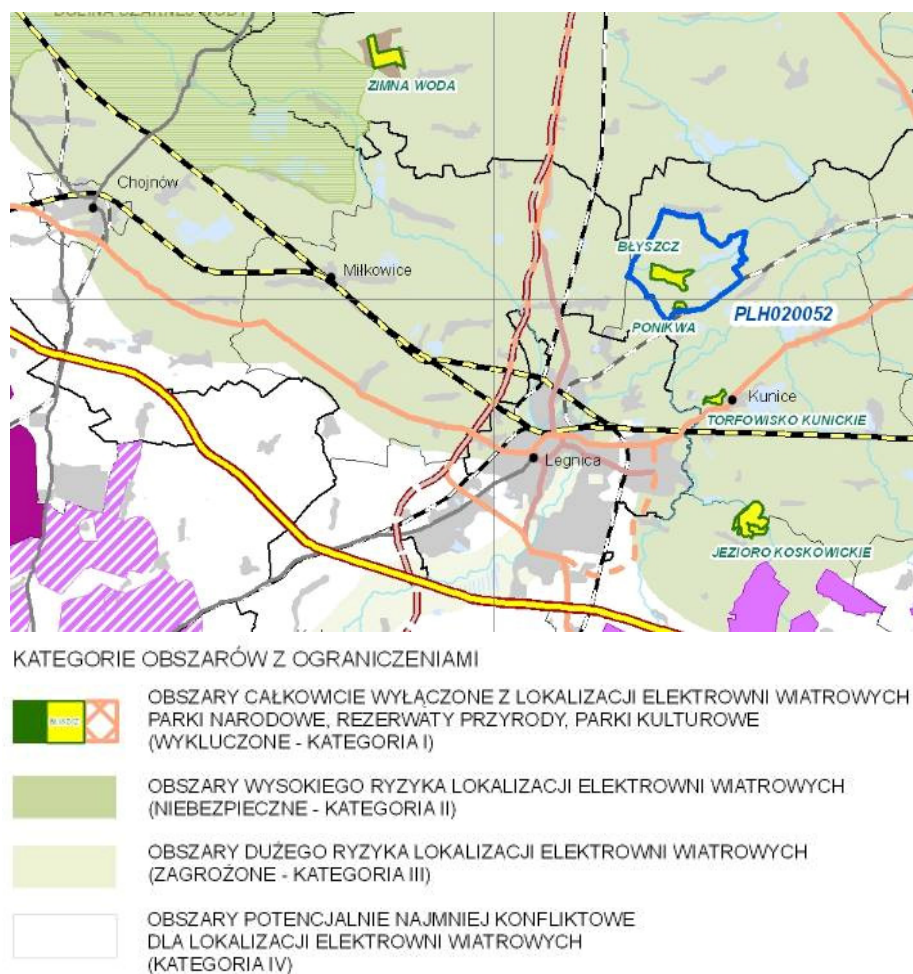 DOLINA CZARNEJ WODY
ZIMNA WODA
Chojnów
BŁYSZCZ
Miłkowice
PLH020052
PONIKWA
Kunice
TORFOWISKO KUNICKIE
Legnica
JEZIORO KOSKOWICKIE
KATEGORIE OBSZARÓW Z OGRANICZENIAMI
OBSZARY CAŁKOWICIE WYŁĄCZONE Z LOKALIZACJI ELEKTROWNI WIATROWYCH
PARKI NARODOWE, REZERWATY PRZYRODY, PARKI KULTUROWE
(WYKLUCZONE - KATEGORIA I)
OBSZARY WYSOKIEGO RYZYKA LOKALIZACJI ELEKTROWNI WIATROWYCH
(NIEBEZPIECZNE - KATEGORIA II)
OBSZARY DUŻEGO RYZYKA LOKALIZACJI ELEKTROWNI WIATROWYCH
(ZAGROŻONE - KATEGORIA III)
OBSZARY POTENCJALNIE NAJMNIEJ KONFLIKTOWE
DLA LOKALIZACJI ELEKTROWNI WIATROWYCH
(KATEGORIA IV)